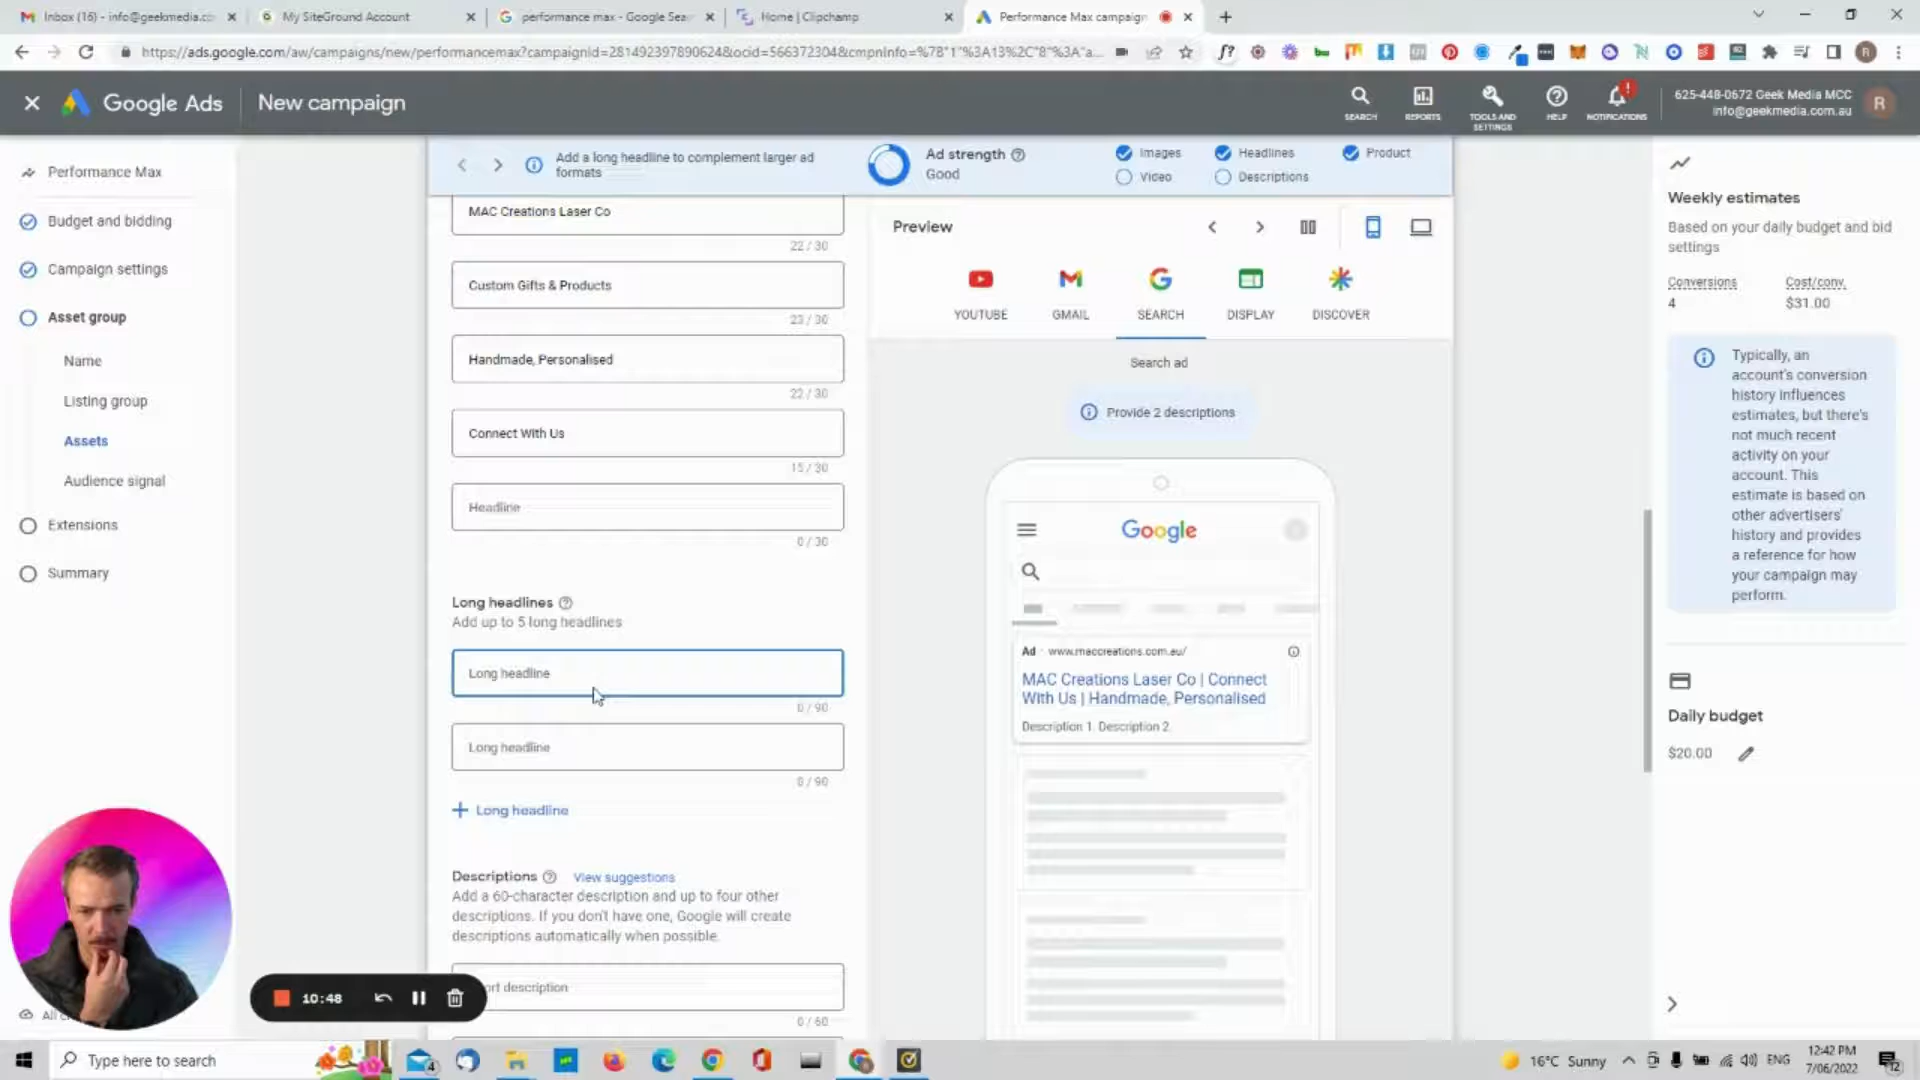 Inbox (16) - info@geekmedia.co
My SiteGround Account
performance max - Google Sear
Home | Clipchamp
Performance Max campaign
https://ads.google.com/aw/campaigns/new/performancemax?campaignId=281492397890624&ocid=566372304&cmpnInfo=%7B"1"%3A13%2C"8"%3A"a...
Google Ads
New campaign
SEARCH
REPORTS
TOOLS AND SETTINGS
HELP
NOTIFICATIONS
625-448-0672 Geek Media MCC
info@geekmedia.com.au
R
Performance Max
Budget and bidding
Campaign settings
Asset group
Name
Listing group
Assets
Audience signal
Extensions
Summary
Add a long headline to complement larger ad
formats
Ad strength
Good
Images
Headlines
Product
Video
Descriptions
MAC Creations Laser Co
22 / 30
Custom Gifts & Products
23 / 30
Handmade, Personalised
22 / 30
Connect With Us
15 / 30
Headline
0 / 30
Long headlines
Add up to 5 long headlines
Long headline
0 / 90
Long headline
0 / 90
Long headline
Descriptions
View suggestions
Add a 60-character description and up to four other
descriptions. If you don't have one, Google will create
descriptions automatically when possible.
ort description
0 / 60
Preview
YOUTUBE
GMAIL
SEARCH
DISPLAY
DISCOVER
Search ad
Provide 2 descriptions
Google
Ad · www.maccreations.com.au/
MAC Creations Laser Co | Connect
With Us | Handmade, Personalised
Description 1. Description 2.
Weekly estimates
Based on your daily budget and bid
settings
Conversions
Cost/conv.
4
$31.00
Typically, an
account's conversion
history influences
estimates, but there's
not much recent
activity on your
account. This
estimate is based on
other advertisers'
history and provides
a reference for how
your campaign may
perform.
Daily budget
$20.00
10:48
Type here to search
16°C Sunny
ENG
12:42 PM
7/06/2022